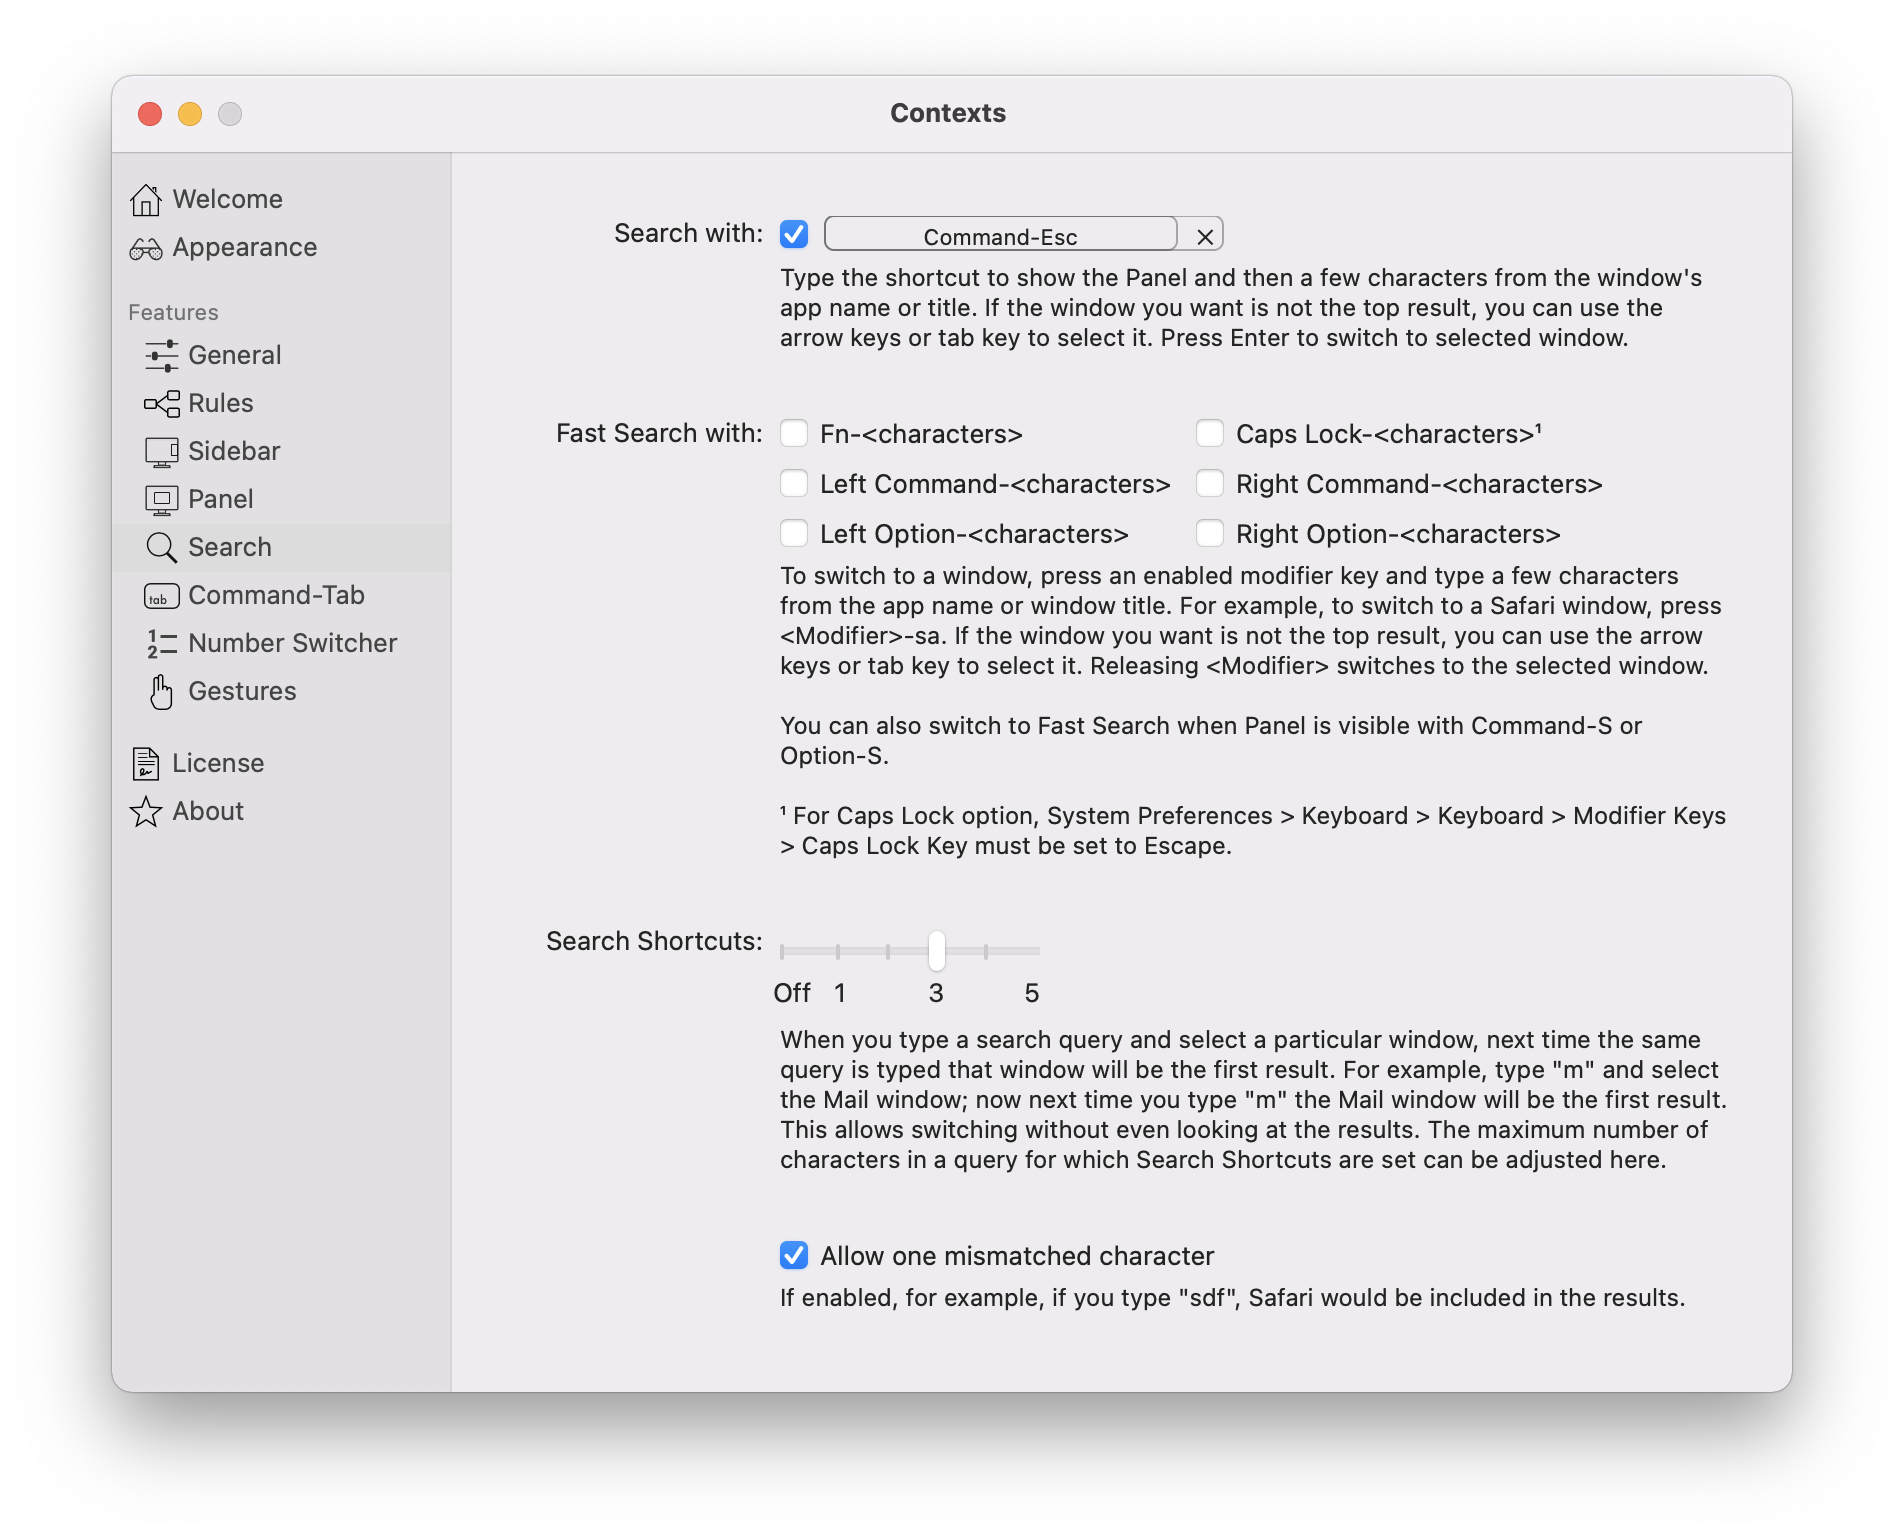 Contexts
Welcome
Appearance
Features
General
Rules
Sidebar
Panel
Search
tab Command-Tab
1 2 Number Switcher
Gestures
License
About
Search with: Command-Esc
Type the shortcut to show the Panel and then a few characters from the window's
app name or title. If the window you want is not the top result, you can use the
arrow keys or tab key to select it. Press Enter to switch to selected window.
Fast Search with: Fn-<characters> Caps Lock-<characters>¹
Left Command-<characters> Right Command-<characters>
Left Option-<characters> Right Option-<characters>
To switch to a window, press an enabled modifier key and type a few characters
from the app name or window title. For example, to switch to a Safari window, press
<Modifier>-sa. If the window you want is not the top result, you can use the arrow
keys or tab key to select it. Releasing <Modifier> switches to the selected window.
You can also switch to Fast Search when Panel is visible with Command-S or
Option-S.
¹ For Caps Lock option, System Preferences > Keyboard > Keyboard > Modifier Keys
> Caps Lock Key must be set to Escape.
Search Shortcuts:
Off 1 3 5
When you type a search query and select a particular window, next time the same
query is typed that window will be the first result. For example, type "m" and select
the Mail window; now next time you type "m" the Mail window will be the first result.
This allows switching without even looking at the results. The maximum number of
characters in a query for which Search Shortcuts are set can be adjusted here.
Allow one mismatched character
If enabled, for example, if you type "sdf", Safari would be included in the results.